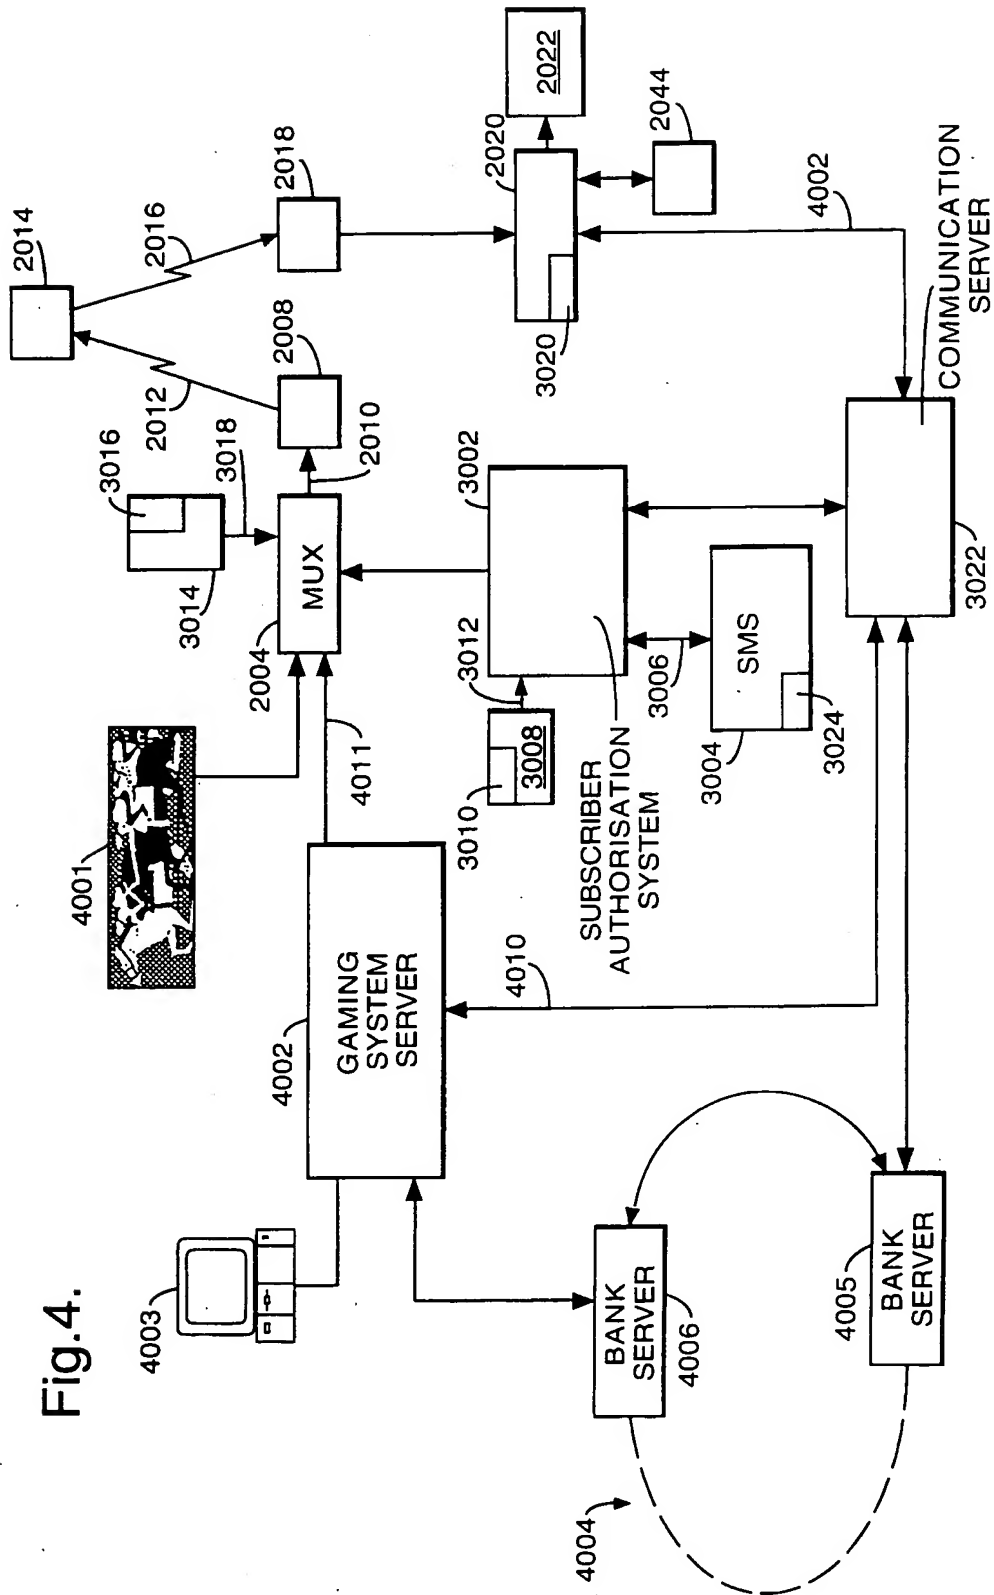 Fig.4.
4001
4003
4002
GAMING
SYSTEM
SERVER
4011
4010
4006
BANK
SERVER
4005
BANK
SERVER
4004
2004
MUX
3014
3016
3018
2010
2008
2012
2014
2016
2018
3010
3008
3012
3002
SUBSCRIBER
AUTHORISATION
SYSTEM
3006
3004
SMS
3024
3020
2020
2022
2044
4002
3022
COMMUNICATION
SERVER